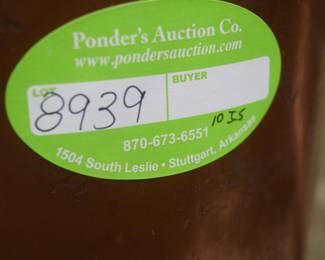 Ponder's Auction Co.
www.pondersauction.com
LOT
BUYER
8939
10 IS
870-673-6551
1504 South Leslie • Stuttgart, Arkansas